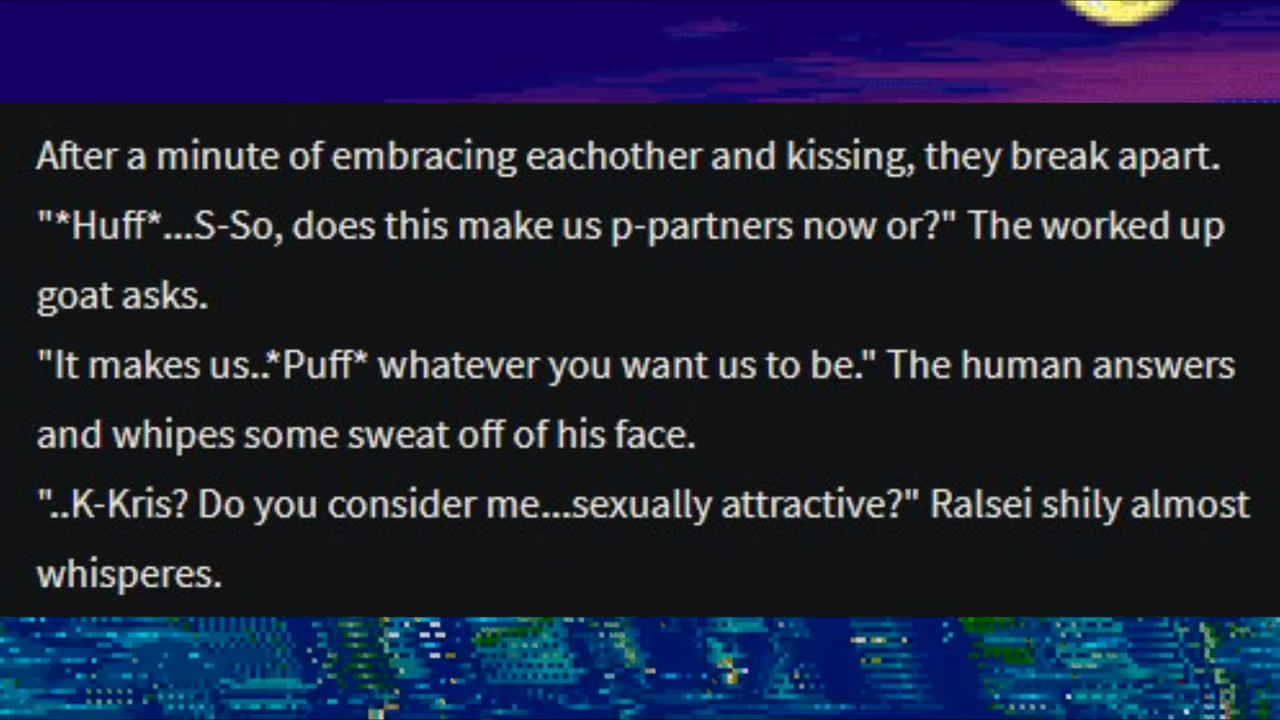 After a minute of embracing eachother and kissing, they break apart.
"*Huff*...S-So, does this make us p-partners now or?" The worked up
goat asks.
"It makes us..*Puff* whatever you want us to be." The human answers
and whipes some sweat off of his face.
"..K-Kris? Do you consider me...sexually attractive?" Ralsei shily almost
whisperes.